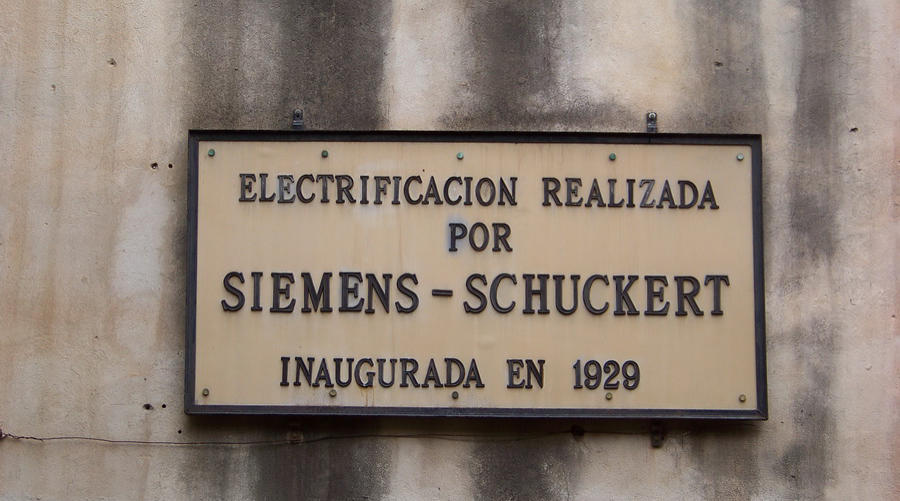 ELECTRIFICACION REALIZADA
POR
SIEMENS-SCHUCKERT
INAUGURADA EN 1929